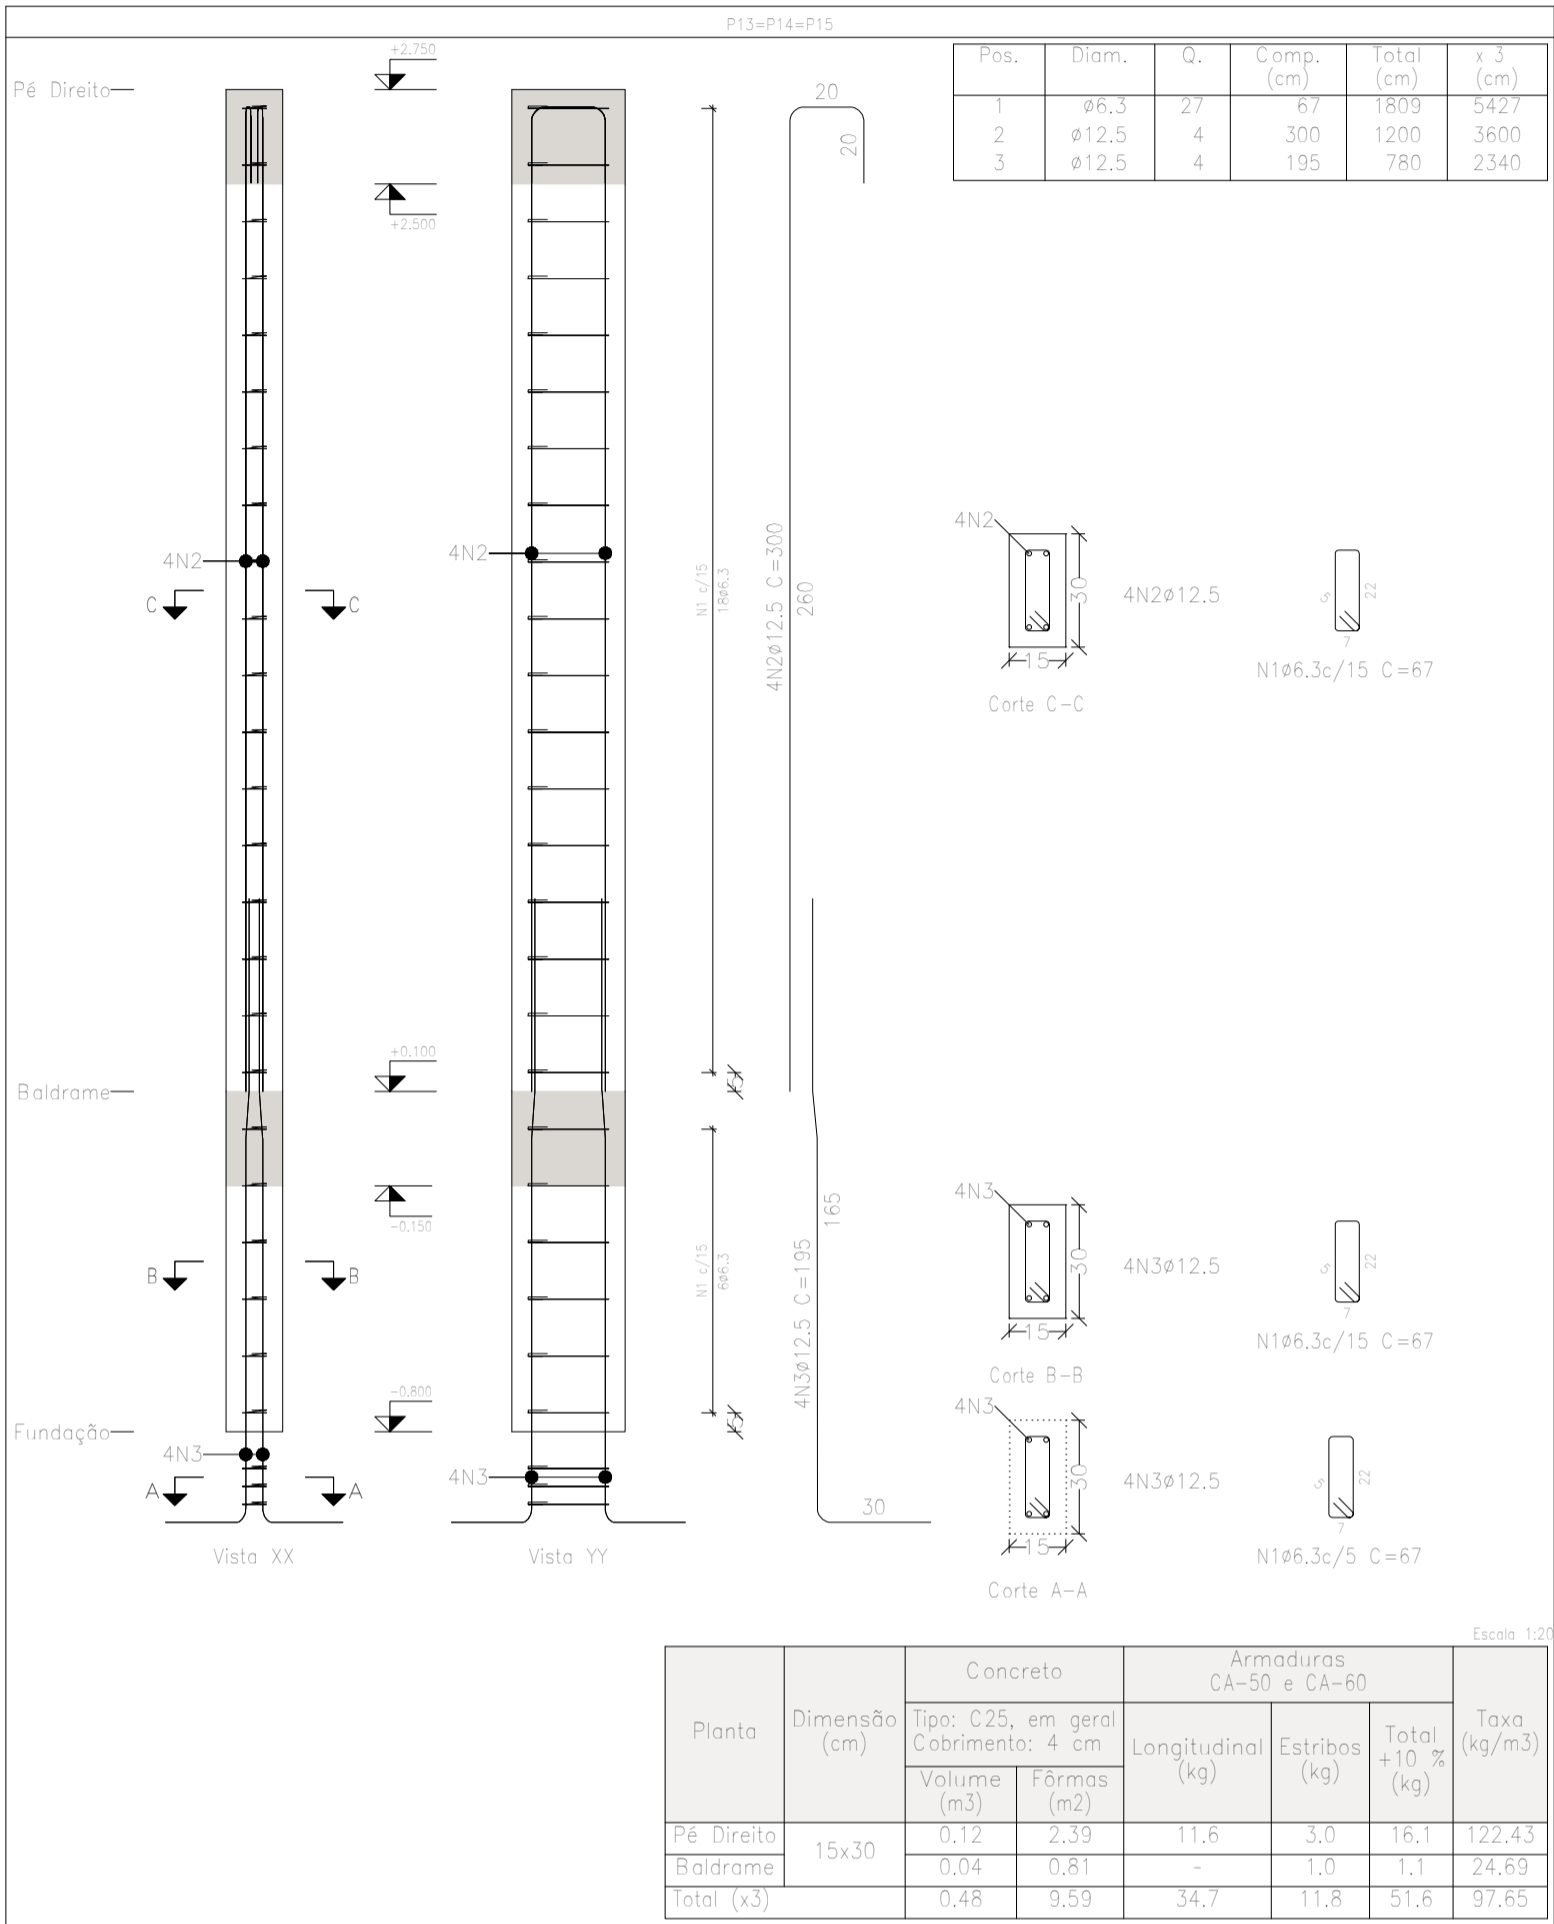 P13=P14=P15
Pos. Diam. Q. Comp. (cm) Total (cm) x 3 (cm)
1 ø6.3 27 67 1809 5427
2 ø12.5 4 300 1200 3600
3 ø12.5 4 195 780 2340
Pé Direito
+2.750
+2.500
20
20
4N2
4N2
C
C
N1 c/15
18ø6.3
4N2ø12.5 C=300
260
4N2
30
15
4N2ø12.5
5
22
7
N1ø6.3c/15 C=67
Corte C-C
Baldrame
+0.100
5
-0.150
B
B
N1 c/15
6ø6.3
4N3ø12.5 C=195
165
4N3
30
15
4N3ø12.5
5
22
7
N1ø6.3c/15 C=67
Corte B-B
Fundação
-0.800
5
4N3
4N3
A
A
30
4N3
30
15
4N3ø12.5
5
22
7
N1ø6.3c/5 C=67
Corte A-A
Vista XX
Vista YY
Escala 1:20
Planta
Dimensão
(cm)
Concreto
Tipo: C25, em geral
Cobrimento: 4 cm
Volume
(m3)
Fôrmas
(m2)
Armaduras
CA-50 e CA-60
Longitudinal
(kg)
Estribos
(kg)
Total
+10 %
(kg)
Taxa
(kg/m3)
Pé Direito 15x30 0.12 2.39 11.6 3.0 16.1 122.43
Baldrame 0.04 0.81 - 1.0 1.1 24.69
Total (x3) 0.48 9.59 34.7 11.8 51.6 97.65